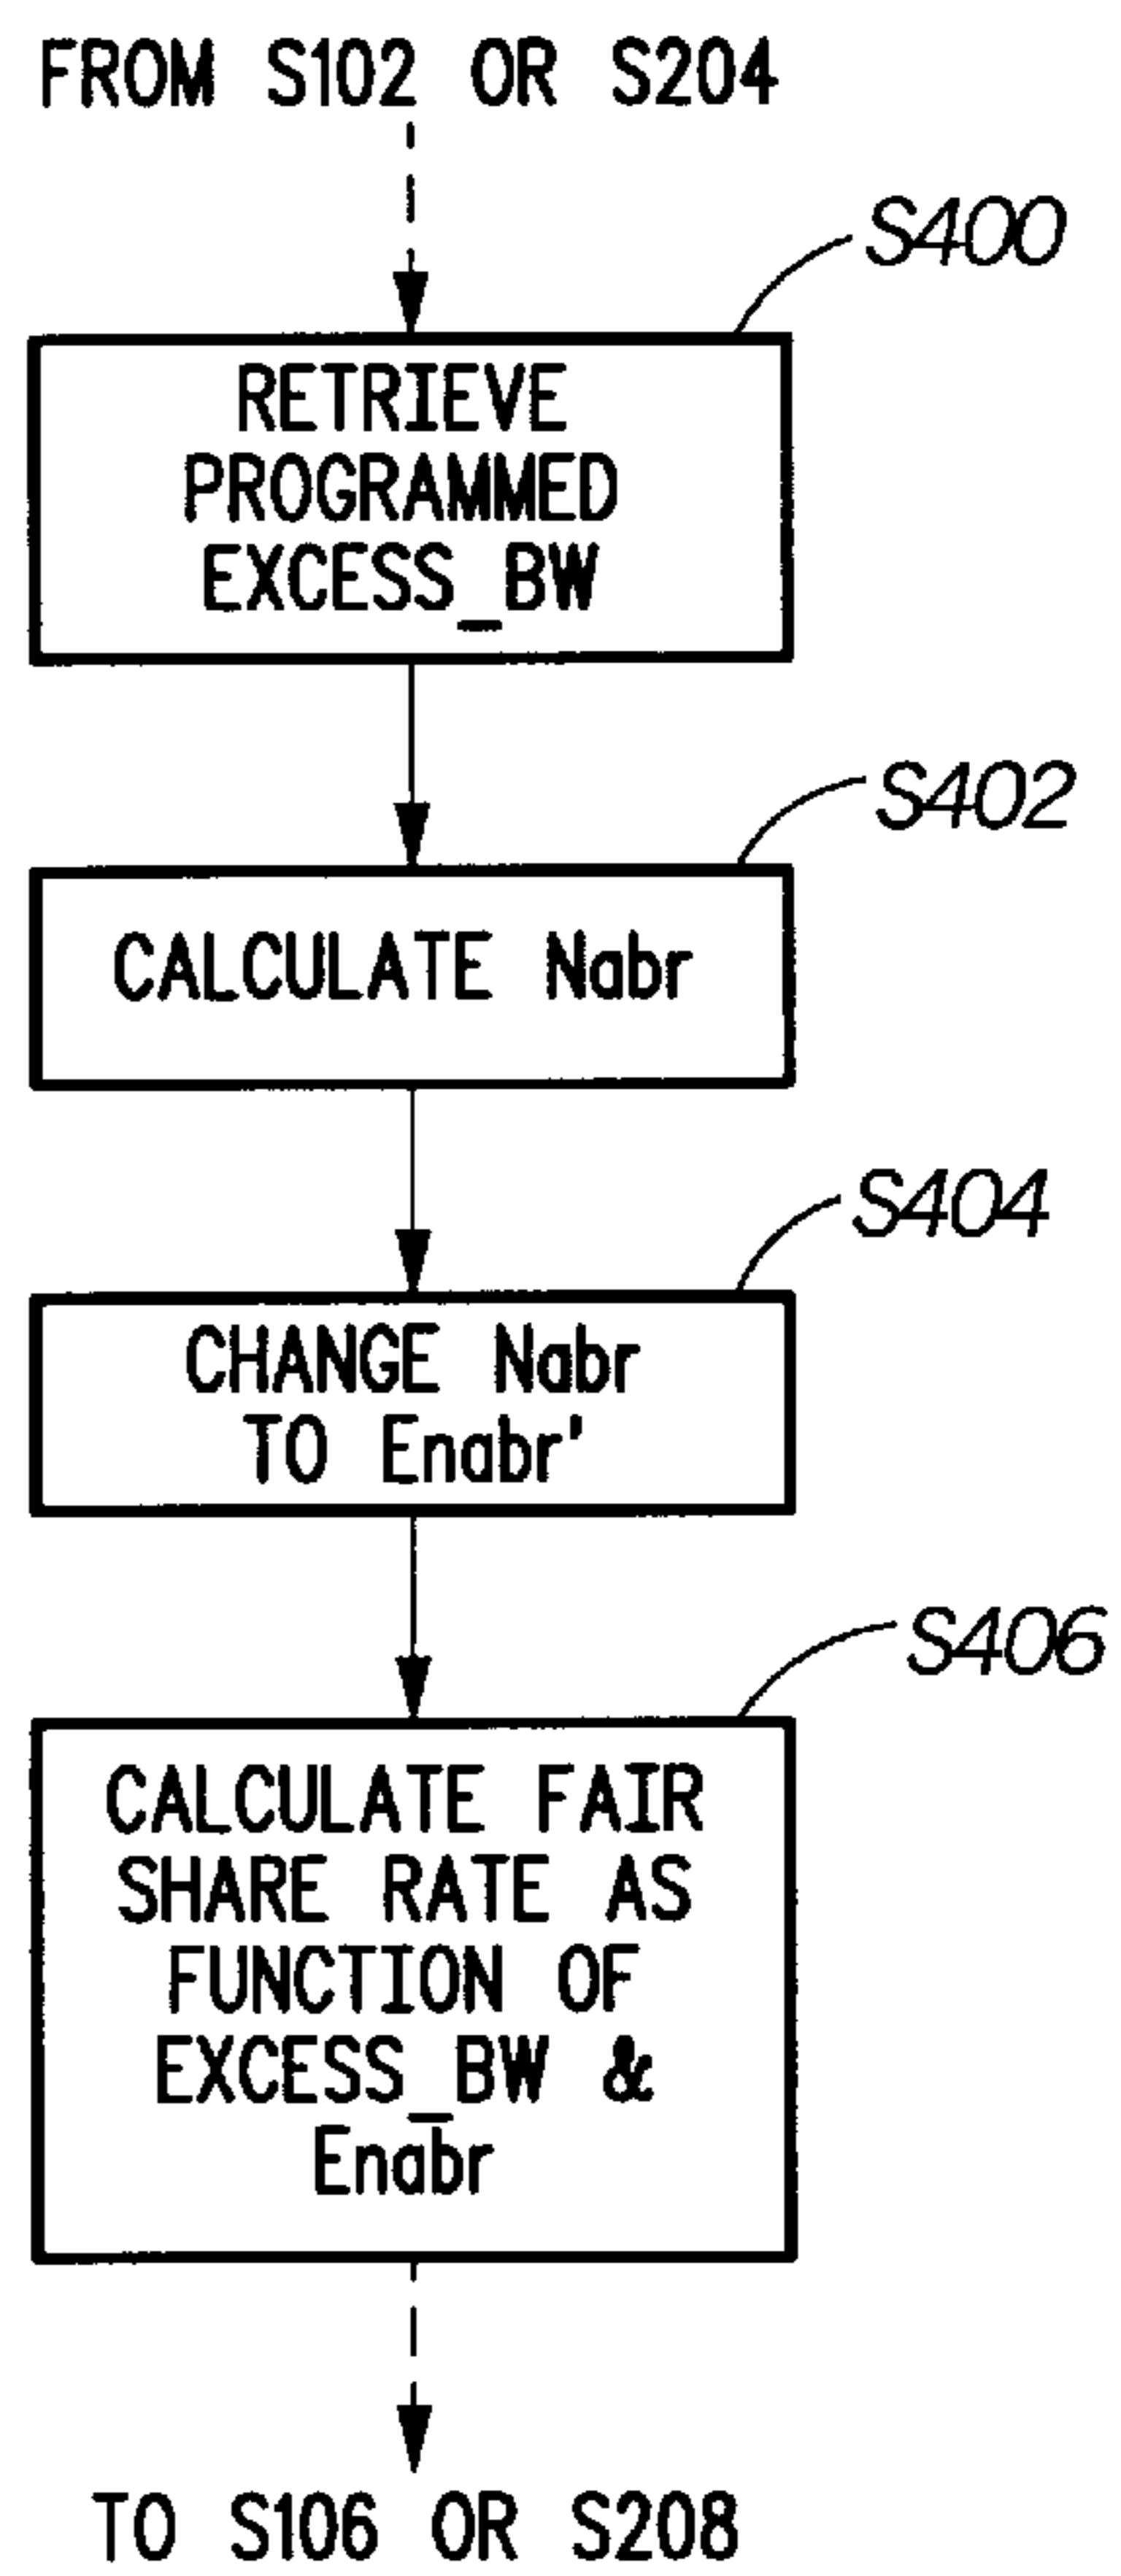 FROM S102 OR S204
S400
RETRIEVE
PROGRAMMED
EXCESS_BW
S402
CALCULATE Nabr
S404
CHANGE Nabr
TO Enabr'
S406
CALCULATE FAIR
SHARE RATE AS
FUNCTION OF
EXCESS_BW &
Enabr
TO S106 OR S208